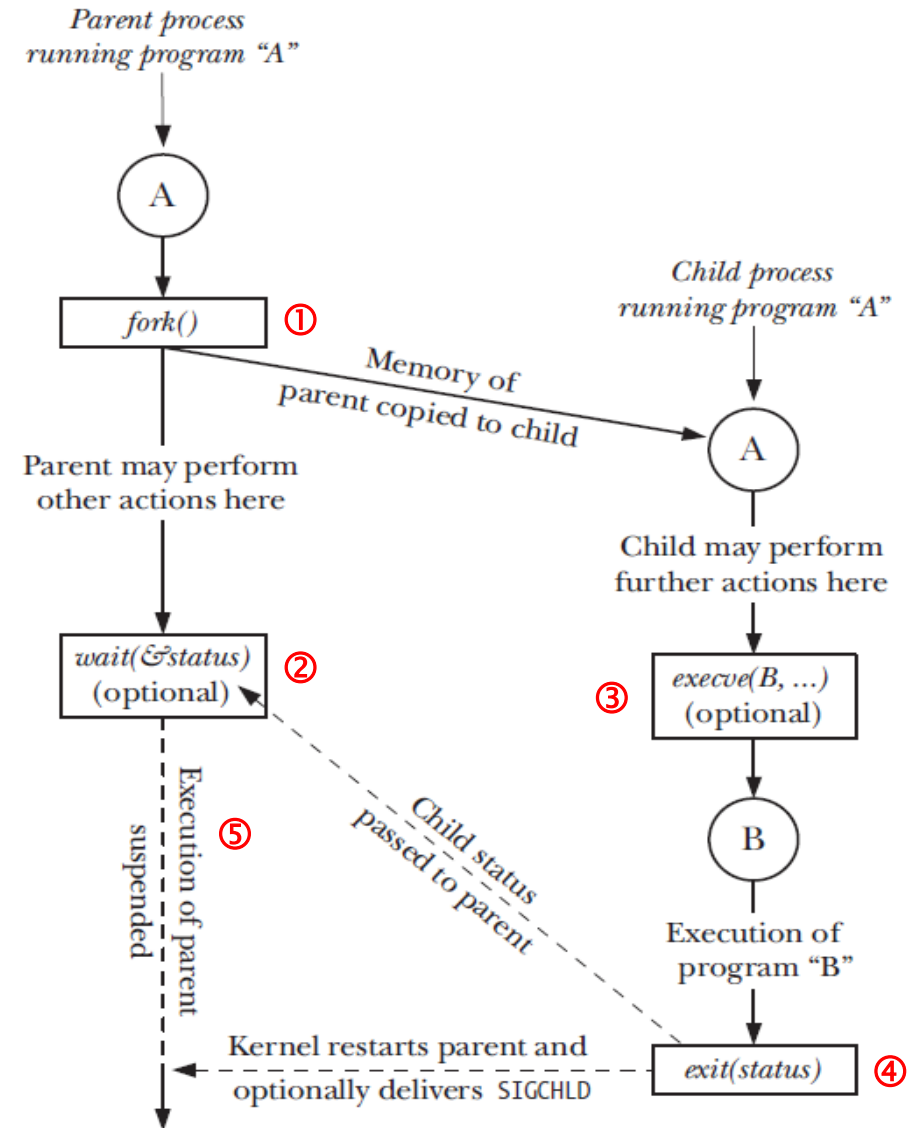 Parent process
running program “A”
A
fork()
①
Child process
running program “A”
Memory of
parent copied to child
A
Parent may perform
other actions here
Child may perform
further actions here
wait(&status)
(optional)
②
③
execve(B, ...)
(optional)
B
Execution of parent
suspended
⑤
Child status
passed to parent
Execution of
program “B”
Kernel restarts parent and
optionally delivers SIGCHLD
exit(status)
④